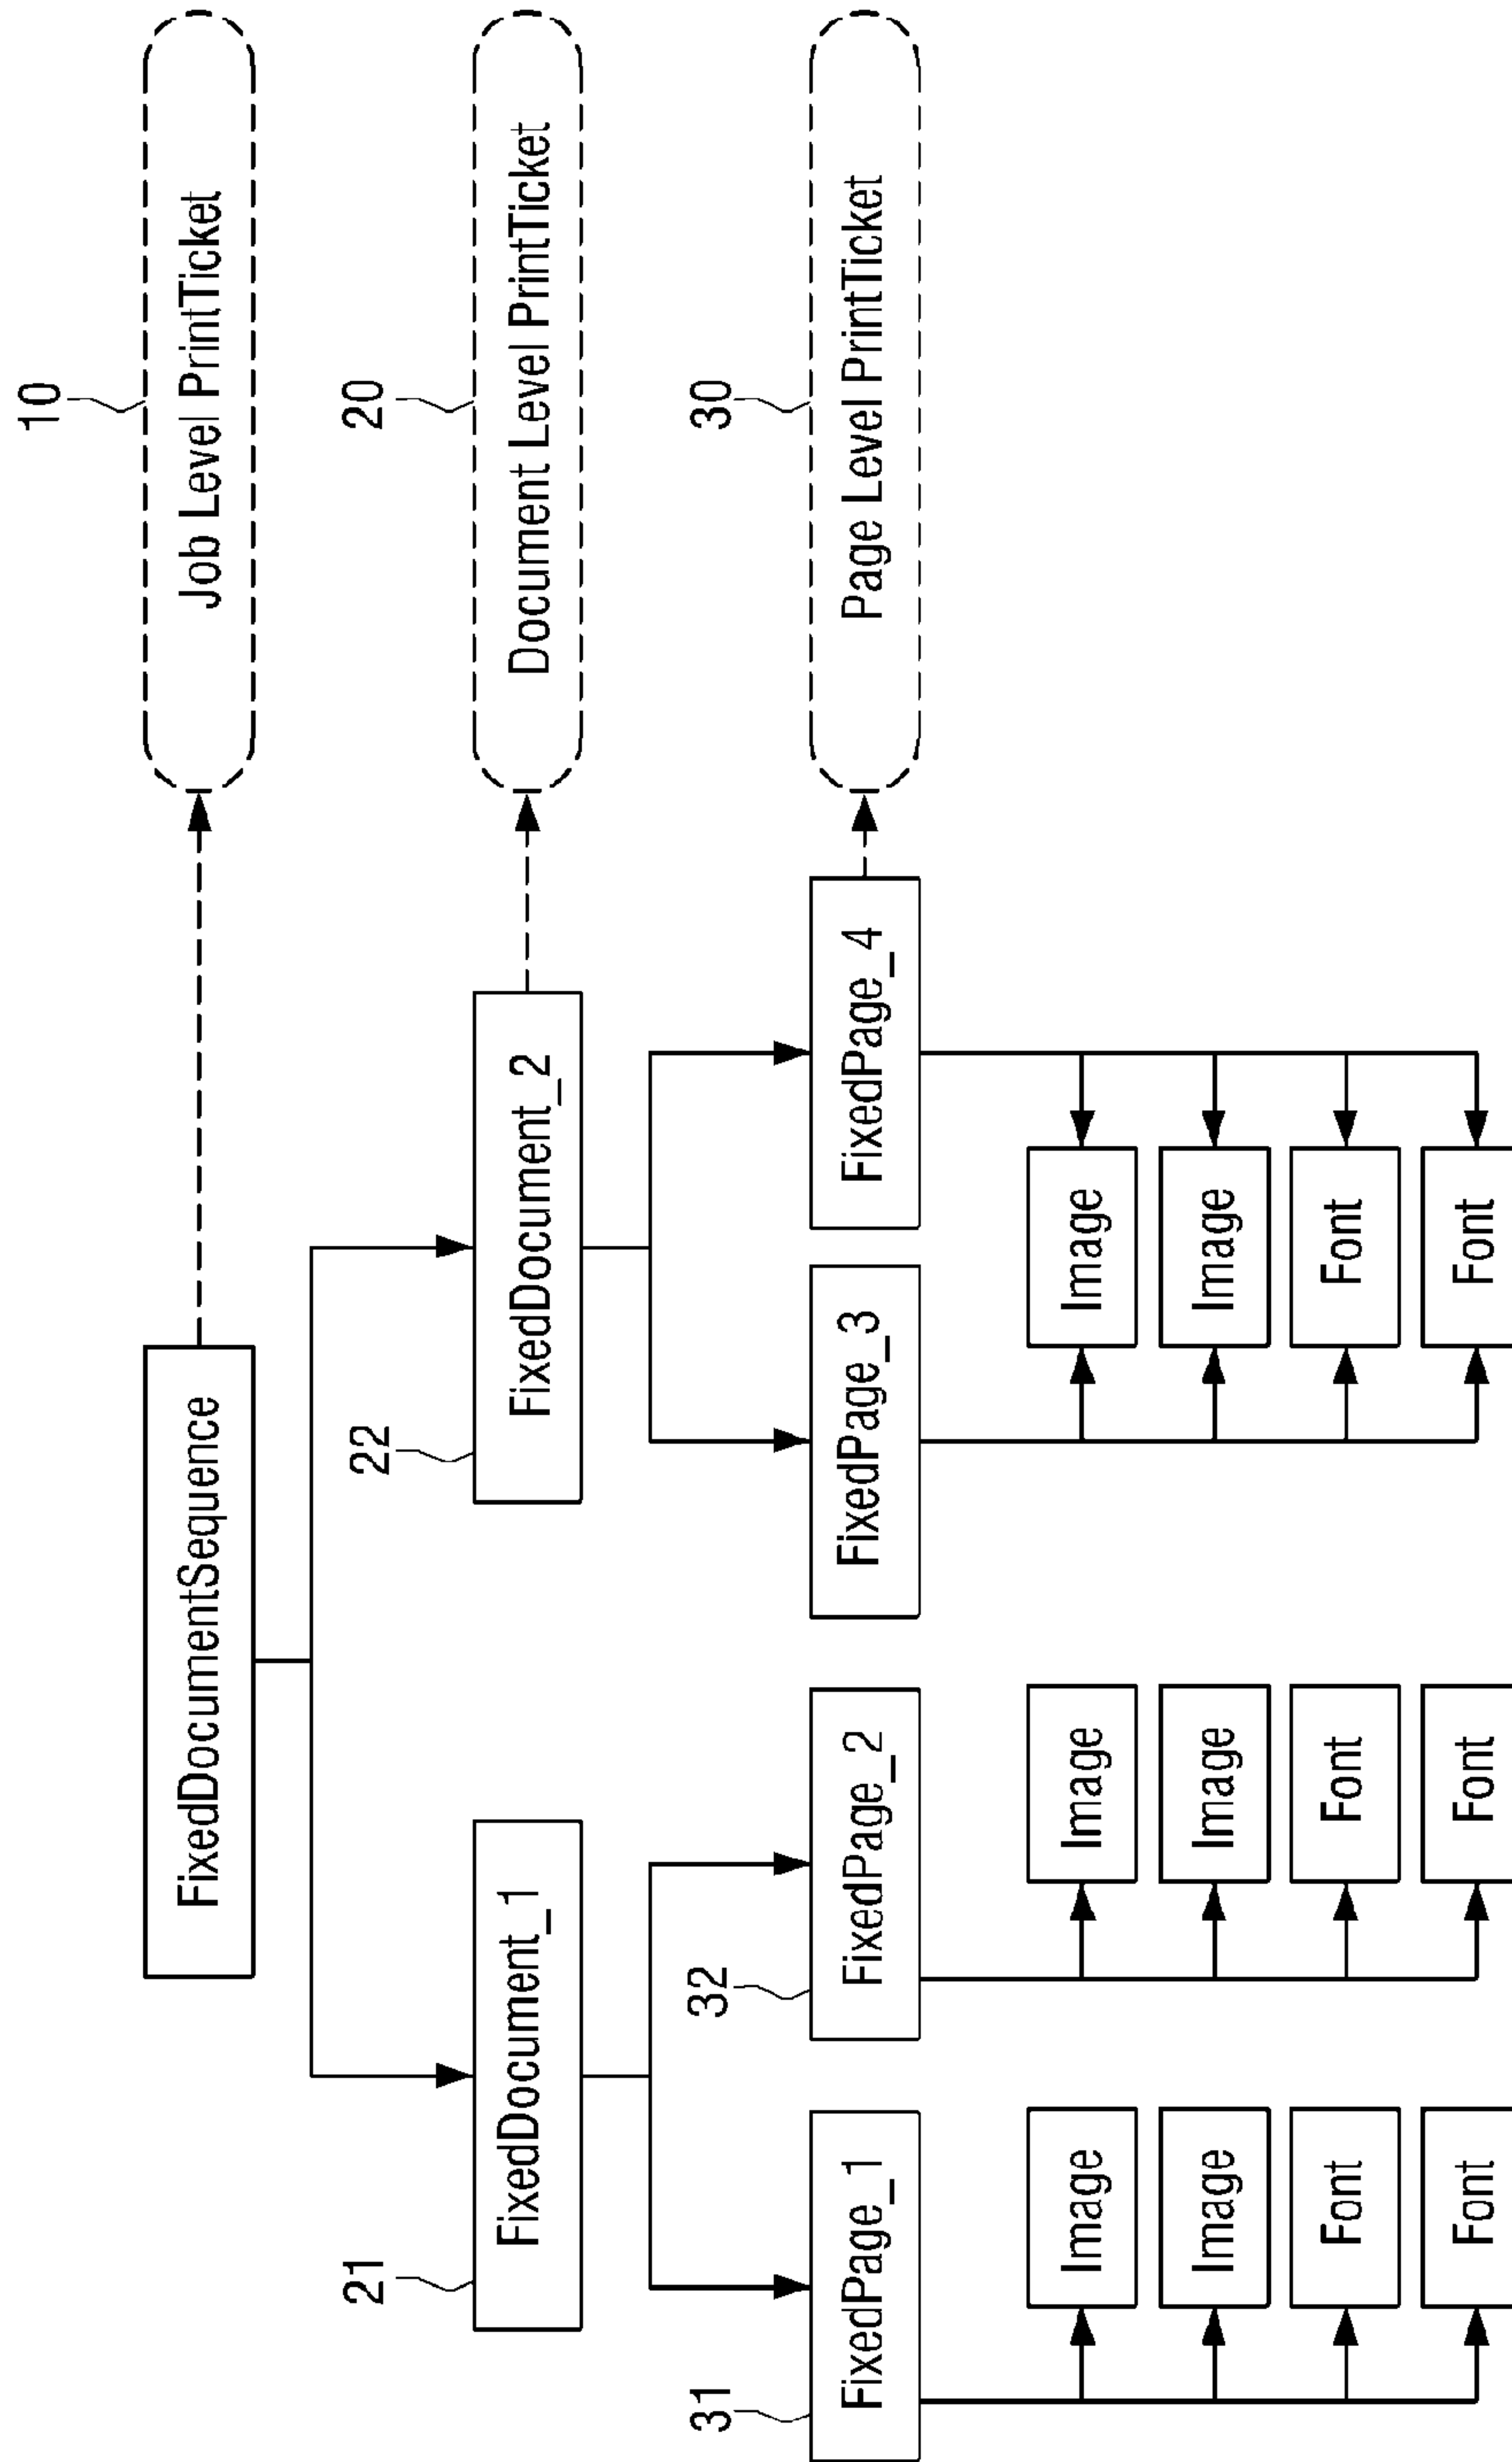 10
FixedDocumentSequence
Job Level PrintTicket
21
22
20
FixedDocument_1
FixedDocument_2
Document Level PrintTicket
31
32
30
FixedPage_1
FixedPage_2
FixedPage_3
FixedPage_4
Page Level PrintTicket
Image
Image
Image
Image
Image
Image
Font
Font
Font
Font
Font
Font